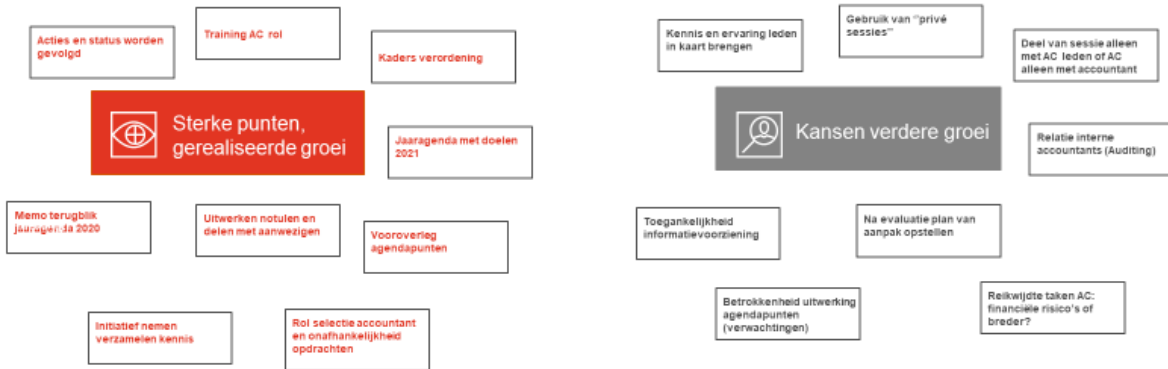 Acties en status worden
gevolgd
Training AC rol
Kaders verordening
Sterke punten,
gerealiseerde groei
Jaaragenda met doelen
2021
Memo terugblik
jaaragenda 2020
Uitwerken notulen en
delen met aanwezigen
Vooroverleg
agendapunten
Initiatief nemen
verzamelen kennis
Rol selectie accountant
en onafhankelijkheid
opdrachten
Kennis en ervaring leden
in kaart brengen
Gebruik van "privé
sessies"
Deel van sessie alleen
met AC leden of AC
alleen met accountant
Kansen verdere groei
Relatie interne
accountants (Auditing)
Toegankelijkheid
informatievoorziening
Na evaluatie plan van
aanpak opstellen
Betrokkenheid uitwerking
agendapunten
(verwachtingen)
Reikwijdte taken AC:
financiële risico's of
breder?